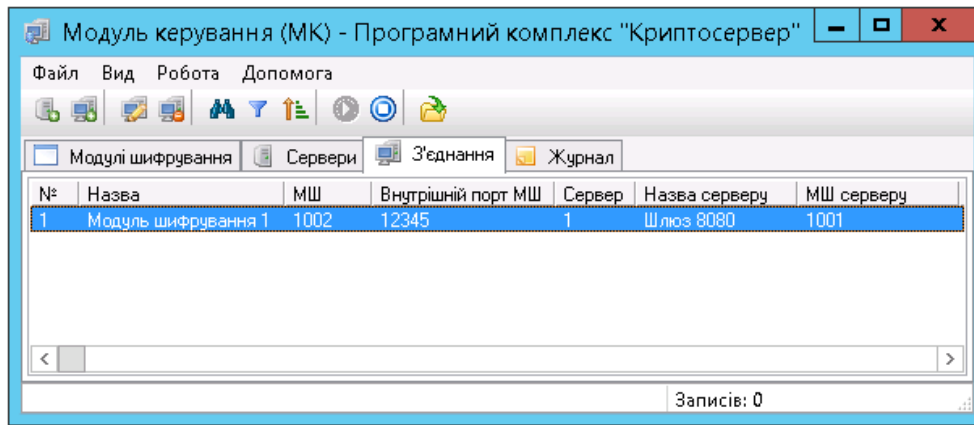 Модуль керування (МК) - Програмний комплекс "Криптосервер"
Файл Вид Робота Допомога
Модулі шифрування Сервери З'єднання Журнал
№ Назва МШ Внутрішній порт МШ Сервер Назва серверу МШ серверу
1 Модуль шифрування 1 1002 12345 1 Шлюз 8080 1001
Записів: 0